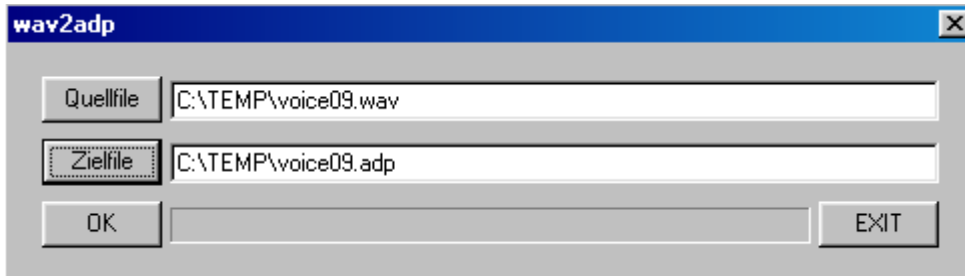 wav2adp
Quellfile C:\TEMP\voice09.wav
Zielfile C:\TEMP\voice09.adp
OK EXIT